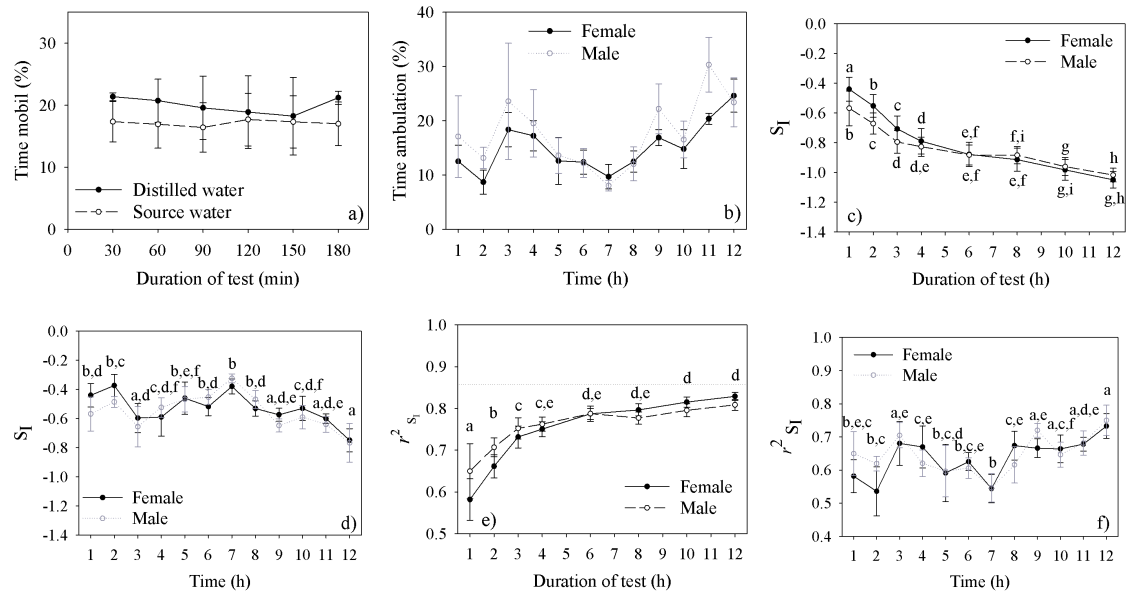 Time mobil (%)
30
20
10
0
Distilled water
Source water
a)
0 30 60 90 120 150 180
Duration of test (min)
Time ambulation (%)
40
30
20
10
0
Female
Male
b)
1 2 3 4 5 6 7 8 9 10 11 12
Time (h)
SI
-0.0
-0.2
-0.4
-0.6
-0.8
-1.0
-1.2
-1.4
Female
Male
a b c d e,f f,i g h
b c d d,e e,f e,f g,i g,h
c)
1 2 3 4 5 6 7 8 9 10 11 12
Duration of test (h)
SI
0.0
-0.2
-0.4
-0.6
-0.8
-1.0
-1.2
-1.4
b,d b,c a,d c,d,f b,e,f b,d b b,d a,d,e c,d,f a,d,e a
Female
Male
d)
1 2 3 4 5 6 7 8 9 10 11 12
Time (h)
r2 SI
1.0
0.9
0.8
0.7
0.6
0.5
a b c c,e d,e d,e d d
Female
Male
e)
1 2 3 4 5 6 7 8 9 10 11 12
Duration of test (h)
r2 SI
1.0
0.9
0.8
0.7
0.6
0.5
0.4
Female
Male
b,e,c b,c a,e c,d b,c,d b,c,e b c,e a,e a,c,f a,d,e a
f)
1 2 3 4 5 6 7 8 9 10 11 12
Time (h)